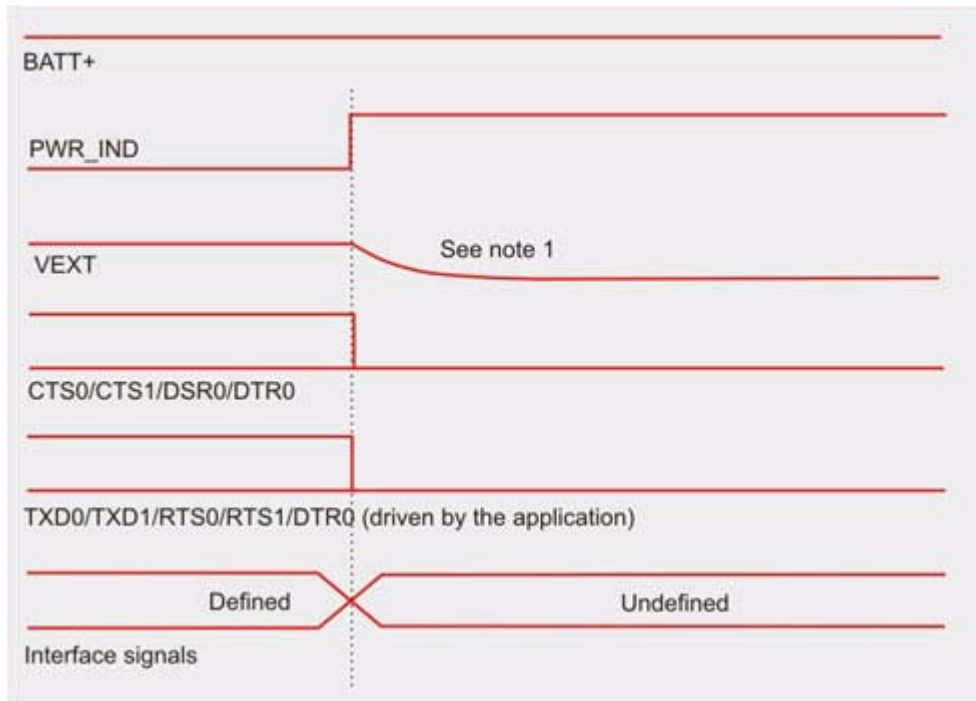 BATT+
PWR_IND
See note 1
VEXT
CTS0/CTS1/DSR0/DTR0
TXD0/TXD1/RTS0/RTS1/DTR0 (driven by the application)
Defined
Undefined
Interface signals